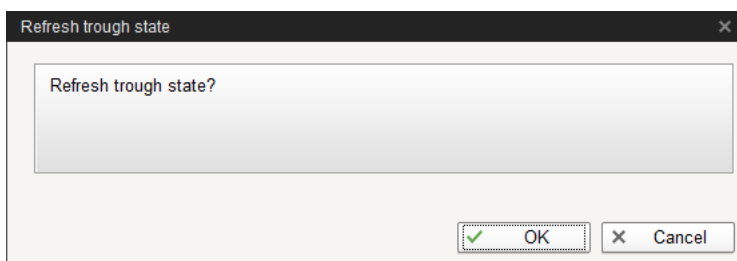 Refresh trough state
Refresh trough state?
OK
Cancel